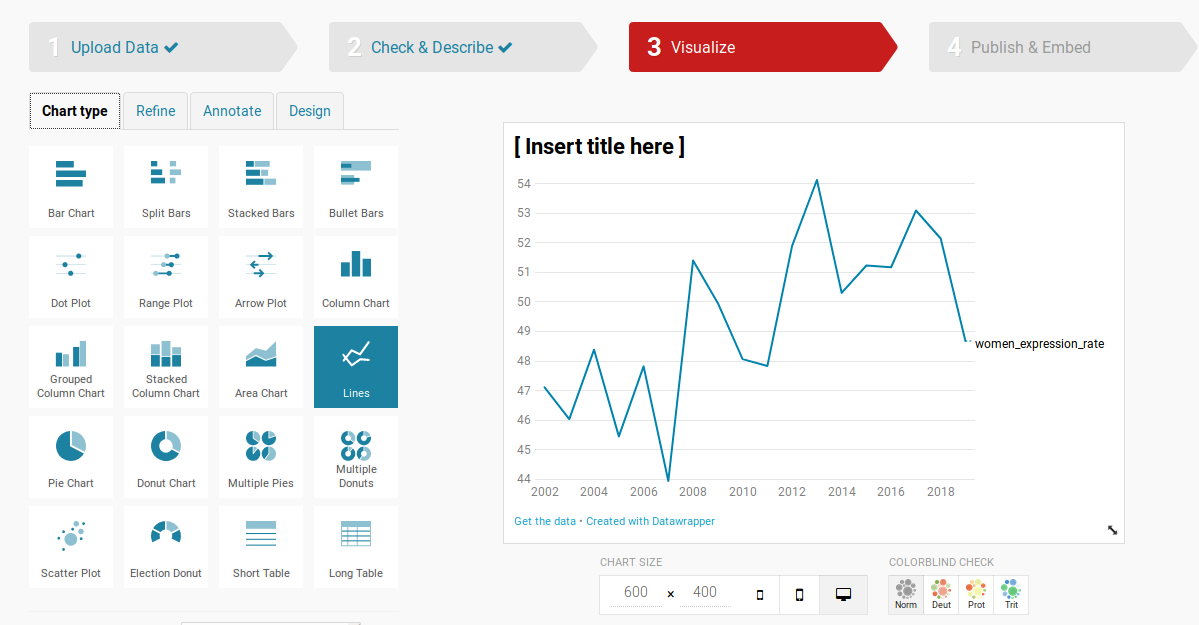 1 Upload Data
2 Check & Describe
3 Visualize
4 Publish & Embed
Chart type
Refine
Annotate
Design
Bar Chart
Split Bars
Stacked Bars
Bullet Bars
Dot Plot
Range Plot
Arrow Plot
Column Chart
Grouped
Column Chart
Stacked
Column Chart
Area Chart
Lines
Pie Chart
Donut Chart
Multiple Pies
Multiple
Donuts
Scatter Plot
Election Donut
Short Table
Long Table
[ Insert title here ]
54
53
52
51
50
49
48
47
46
45
44
women_expression_rate
2002 2004 2006 2008 2010 2012 2014 2016 2018
Get the data • Created with Datawrapper
CHART SIZE
600 × 400
COLORBLIND CHECK
Norm
Deut
Prot
Trit